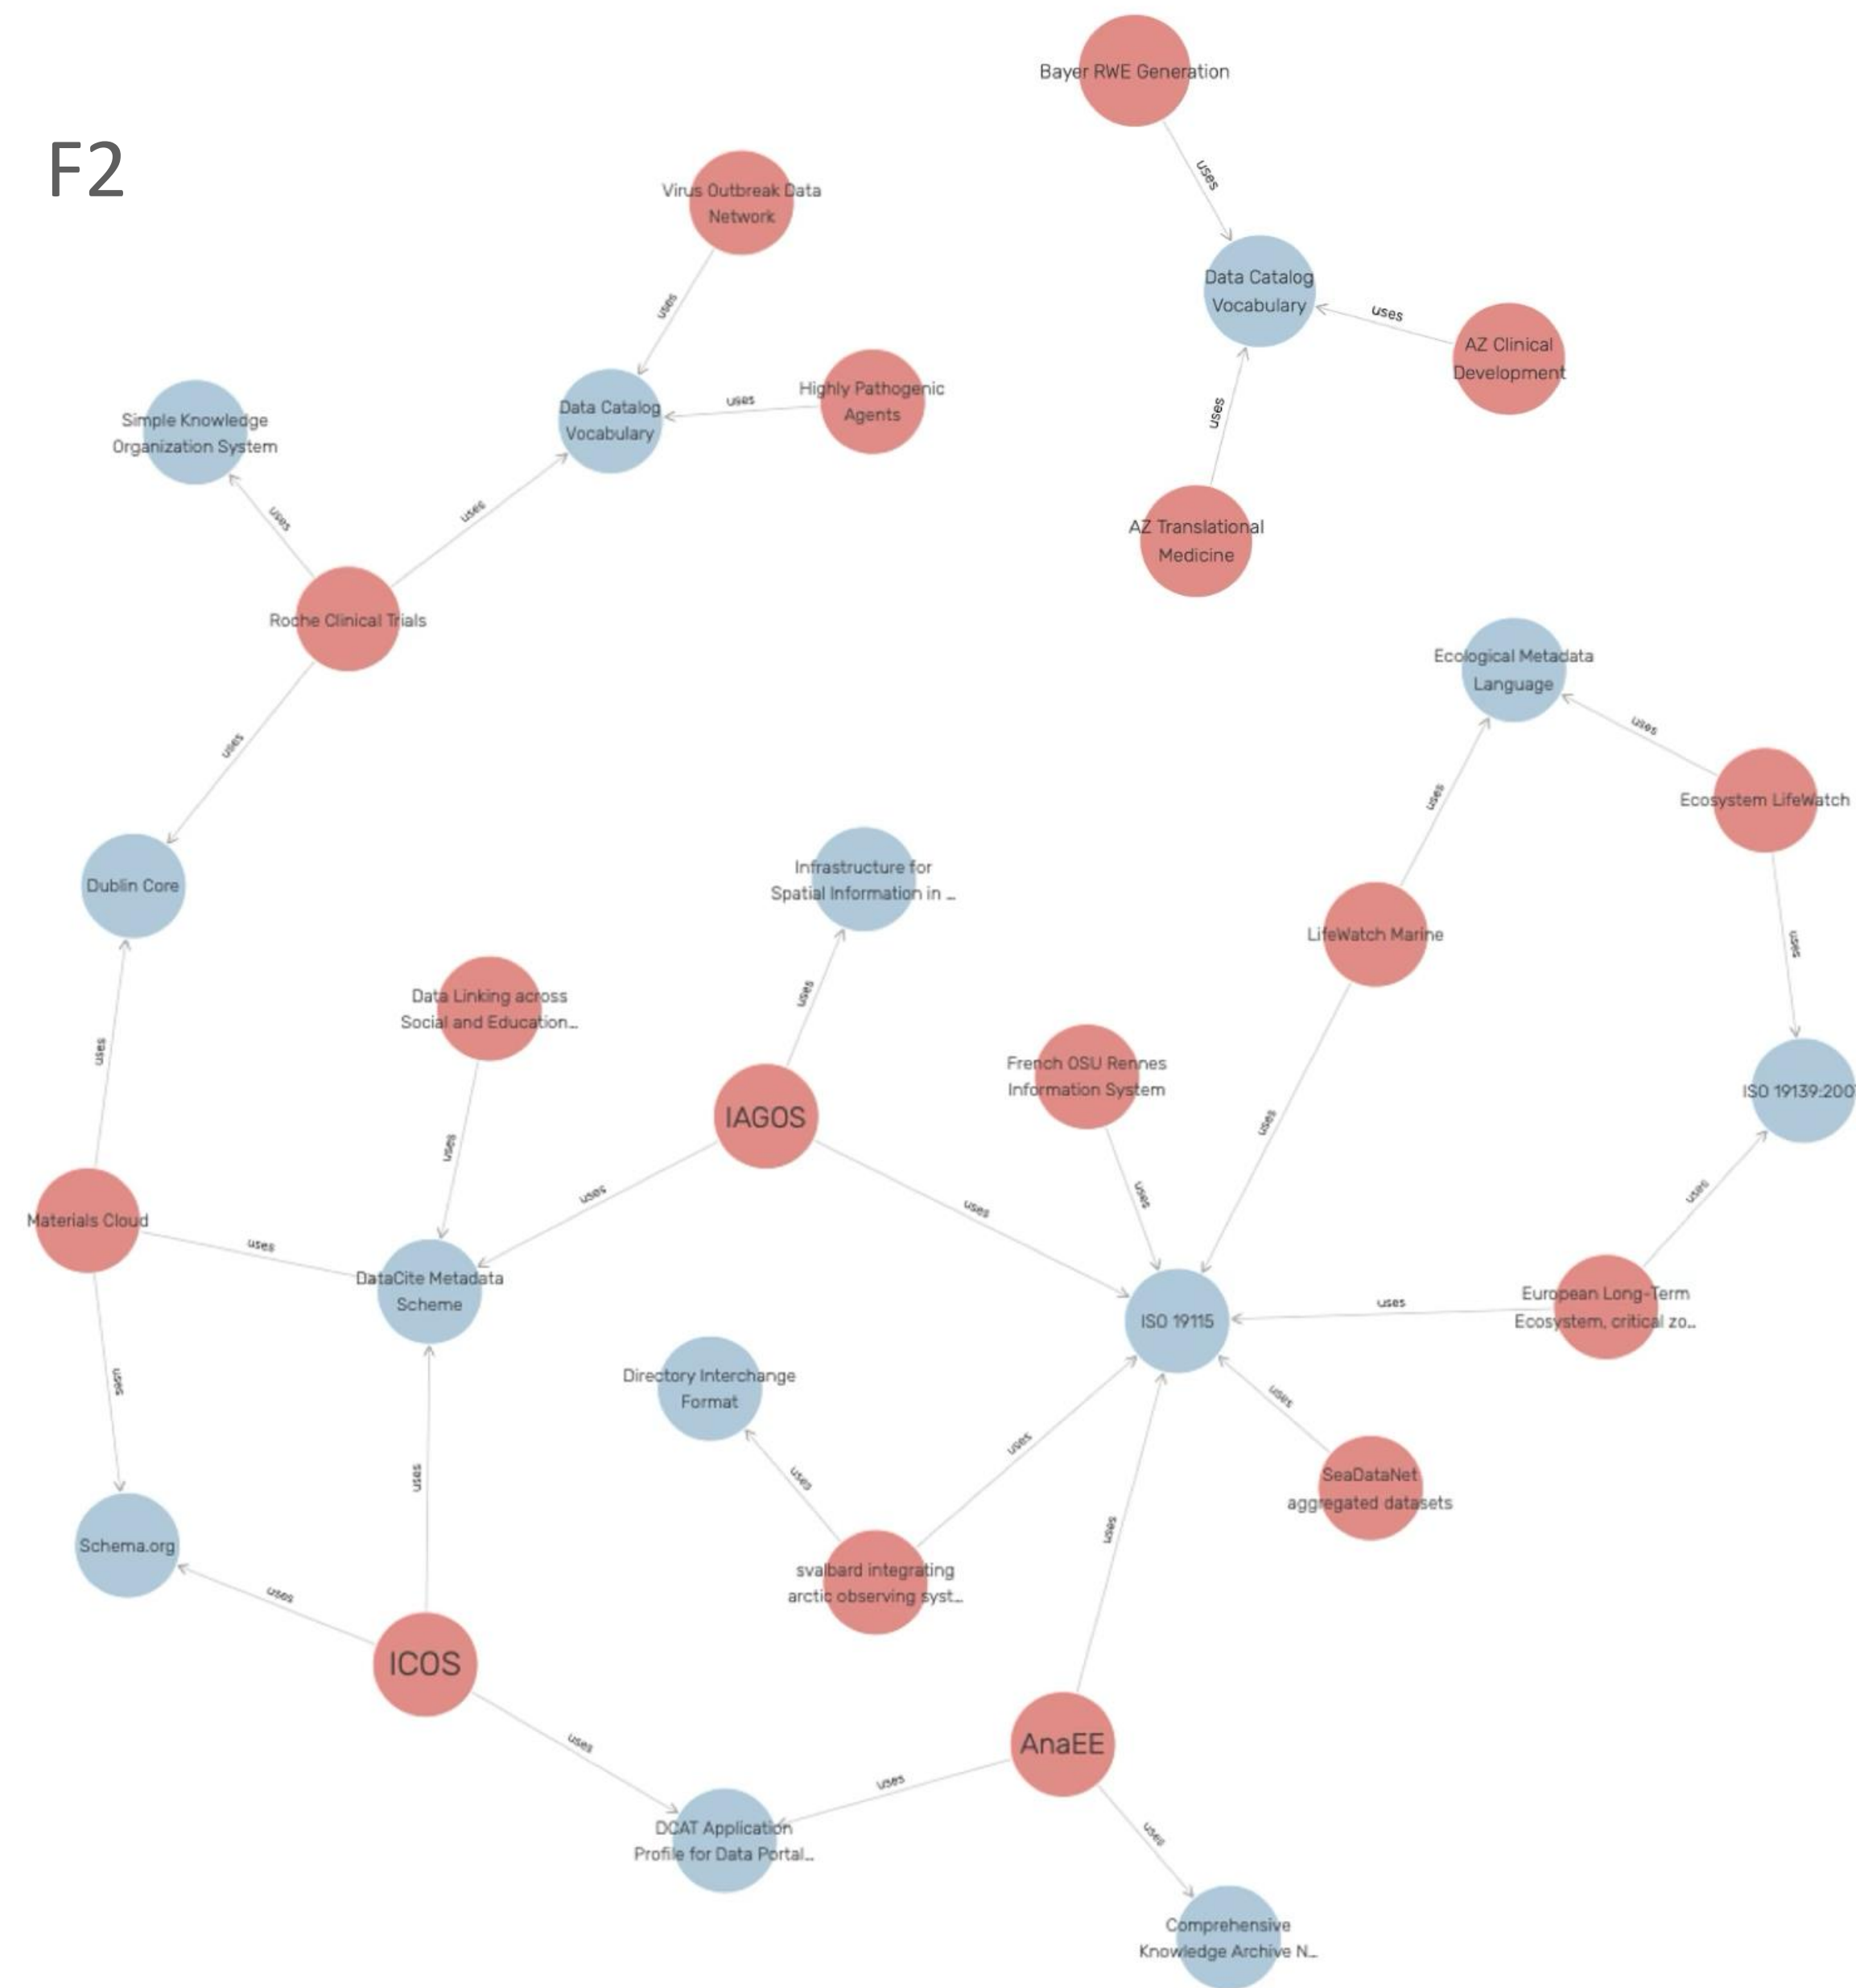 F2
Bayer RWE Generation
uses
Virus Outbreak Data
Network
uses
Data Catalog
Vocabulary
uses
AZ Clinical
Development
uses
AZ Translational
Medicine
Highly Pathogenic
Agents
uses
Data Catalog
Vocabulary
Simple Knowledge
Organization System
uses
uses
Roche Clinical Trials
uses
Dublin Core
Ecological Metadata
Language
uses
Ecosystem LifeWatch
uses
uses
LifeWatch Marine
Infrastructure for
Spatial Information in ...
uses
Data Linking across
Social and Education...
uses
uses
IAGOS
uses
uses
French OSU Rennes
Information System
uses
uses
ISO 19139:200
uses
Materials Cloud
uses
DataCite Metadata
Scheme
ISO 19115
uses
European Long-Term
Ecosystem, critical zo...
uses
Directory Interchange
Format
uses
uses
uses
SeaDataNet
aggregated datasets
uses
Schema.org
uses
svalbard integrating
arctic observing syst...
uses
ICOS
uses
AnaEE
uses
uses
DCAT Application
Profile for Data Portal...
Comprehensive
Knowledge Archive N...